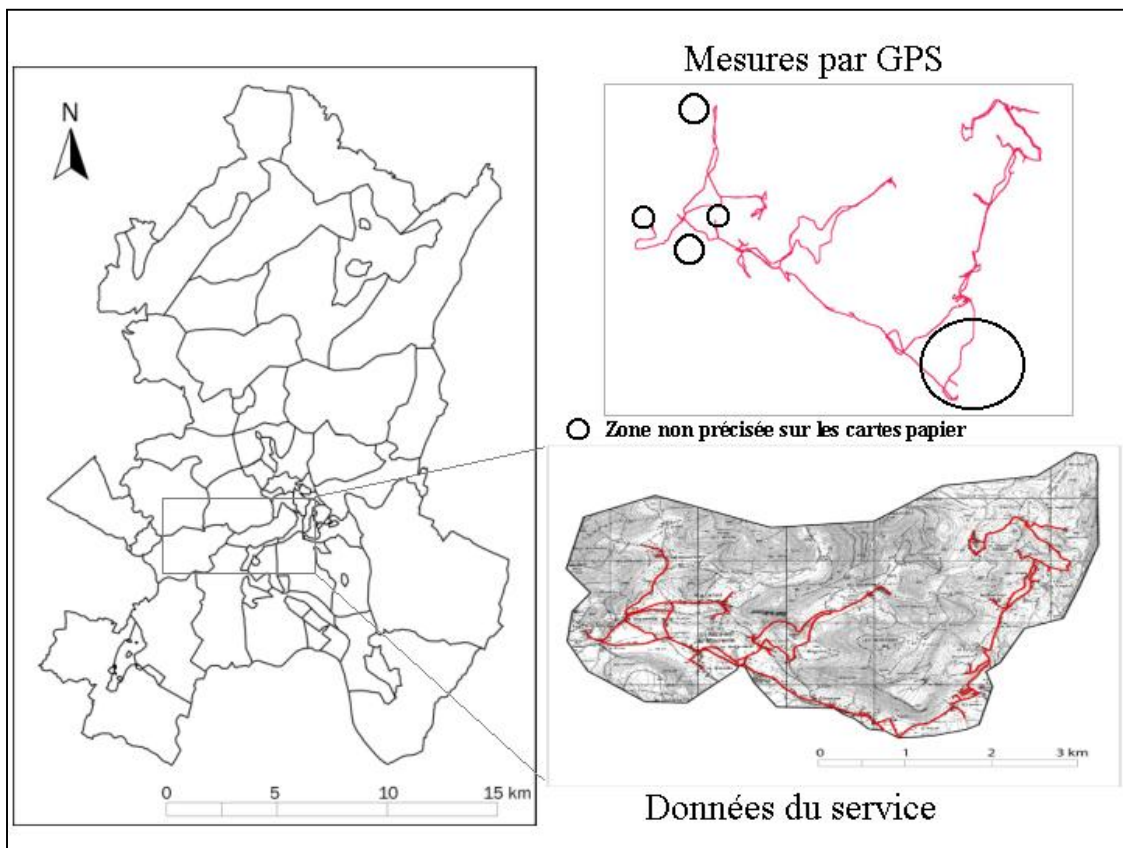 Mesures par GPS
N
Zone non précisée sur les cartes papier
0 5 10 15 km
0 1 2 3 km
Données du service